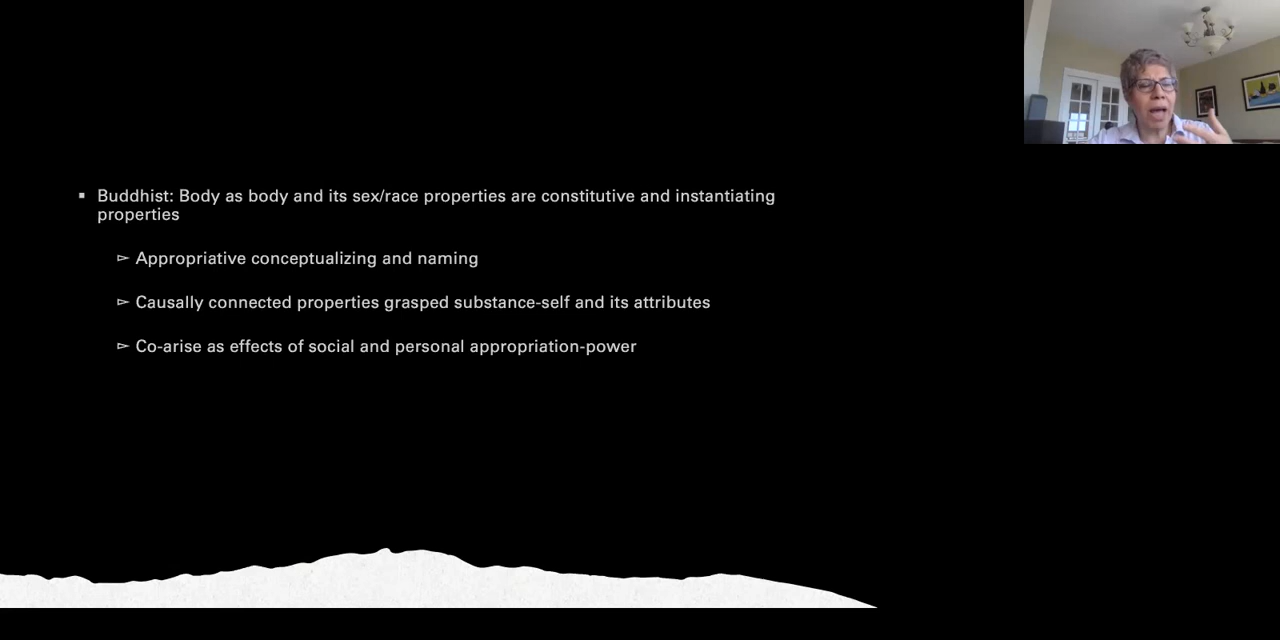 Buddhist: Body as body and its sex/race properties are constitutive and instantiating
properties
Appropriative conceptualizing and naming
Causally connected properties grasped substance-self and its attributes
Co-arise as effects of social and personal appropriation-power